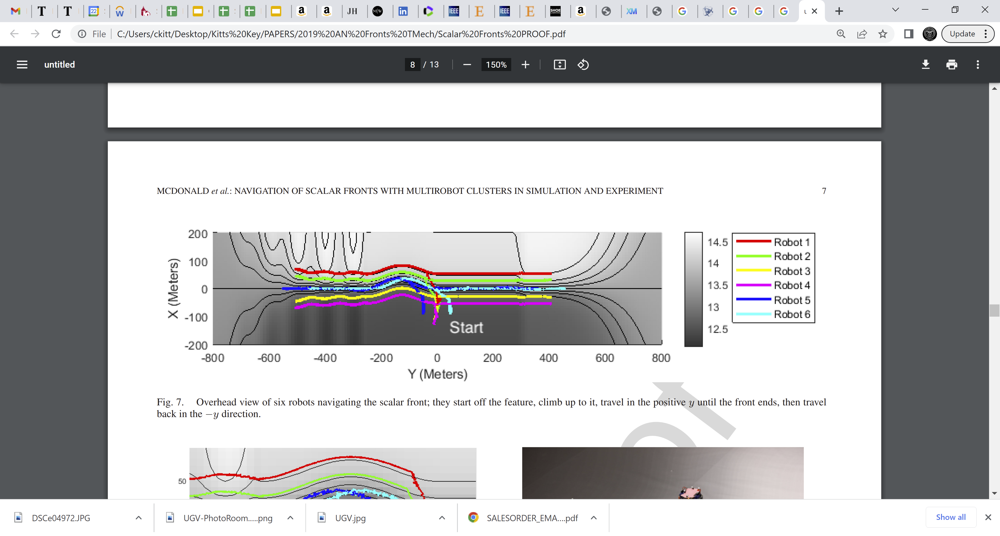 22
a
a
JH
M|W
in
IEEE
E
IEEE
E
SHOE
CARNIVAL
a
XM
File
C:/Users/ckitt/Desktop/Kitts%20Key/PAPERS/2019%20AN%20Fronts%20TMech/Scalar%20Fronts%20PROOF.pdf
Update
untitled
8 / 13
150%
MCDONALD et al.: NAVIGATION OF SCALAR FRONTS WITH MULTIROBOT CLUSTERS IN SIMULATION AND EXPERIMENT
7
200
100
0
-100
-200
X (Meters)
Start
-800 -600 -400 -200 0 200 400 600 800
Y (Meters)
14.5
14
13.5
13
12.5
Robot 1
Robot 2
Robot 3
Robot 4
Robot 5
Robot 6
Fig. 7. Overhead view of six robots navigating the scalar front; they start off the feature, climb up to it, travel in the positive y until the front ends, then travel
back in the −y direction.
50
DSCe04972.JPG
UGV-PhotoRoom.....png
UGV.jpg
SALESORDER_EMA....pdf
Show all